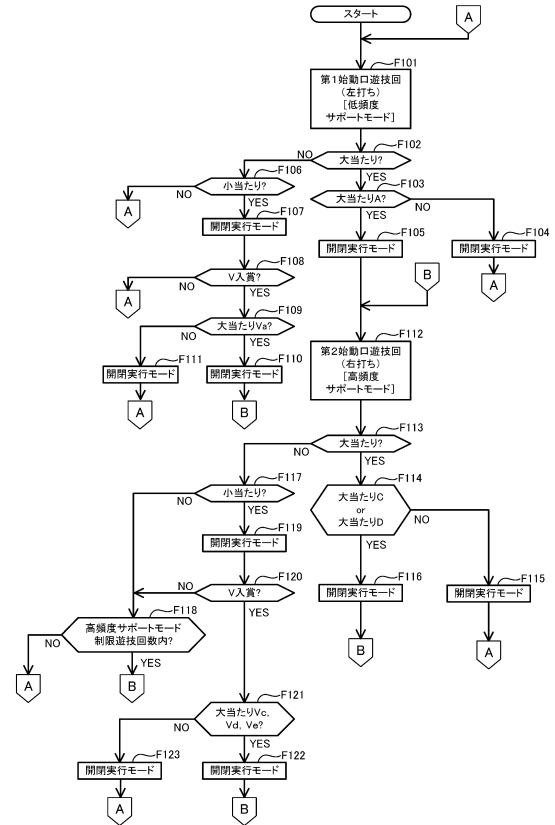 スタート
A
F101
第1始動口遊技回
(左打ち)
[低頻度
サポートモード]
F102
大当たり?
NO
YES
F106
小当たり?
NO
YES
A
F103
大当たりA?
YES
NO
F107
開閉実行モード
F105
開閉実行モード
F104
開閉実行モード
A
F108
V入賞?
NO
YES
A
B
F109
大当たりVa?
NO
YES
F111
開閉実行モード
F110
開閉実行モード
A
B
F112
第2始動口遊技回
(右打ち)
[高頻度
サポートモード]
F113
大当たり?
NO
YES
F117
小当たり?
NO
YES
F114
大当たりC
or
大当たりD
NO
YES
F119
開閉実行モード
F120
V入賞?
NO
YES
F116
開閉実行モード
F115
開閉実行モード
B
A
F118
高頻度サポートモード
制限遊技回数内?
NO
YES
A
B
F121
大当たりVc,
Vd, Ve?
NO
YES
F123
開閉実行モード
F122
開閉実行モード
A
B